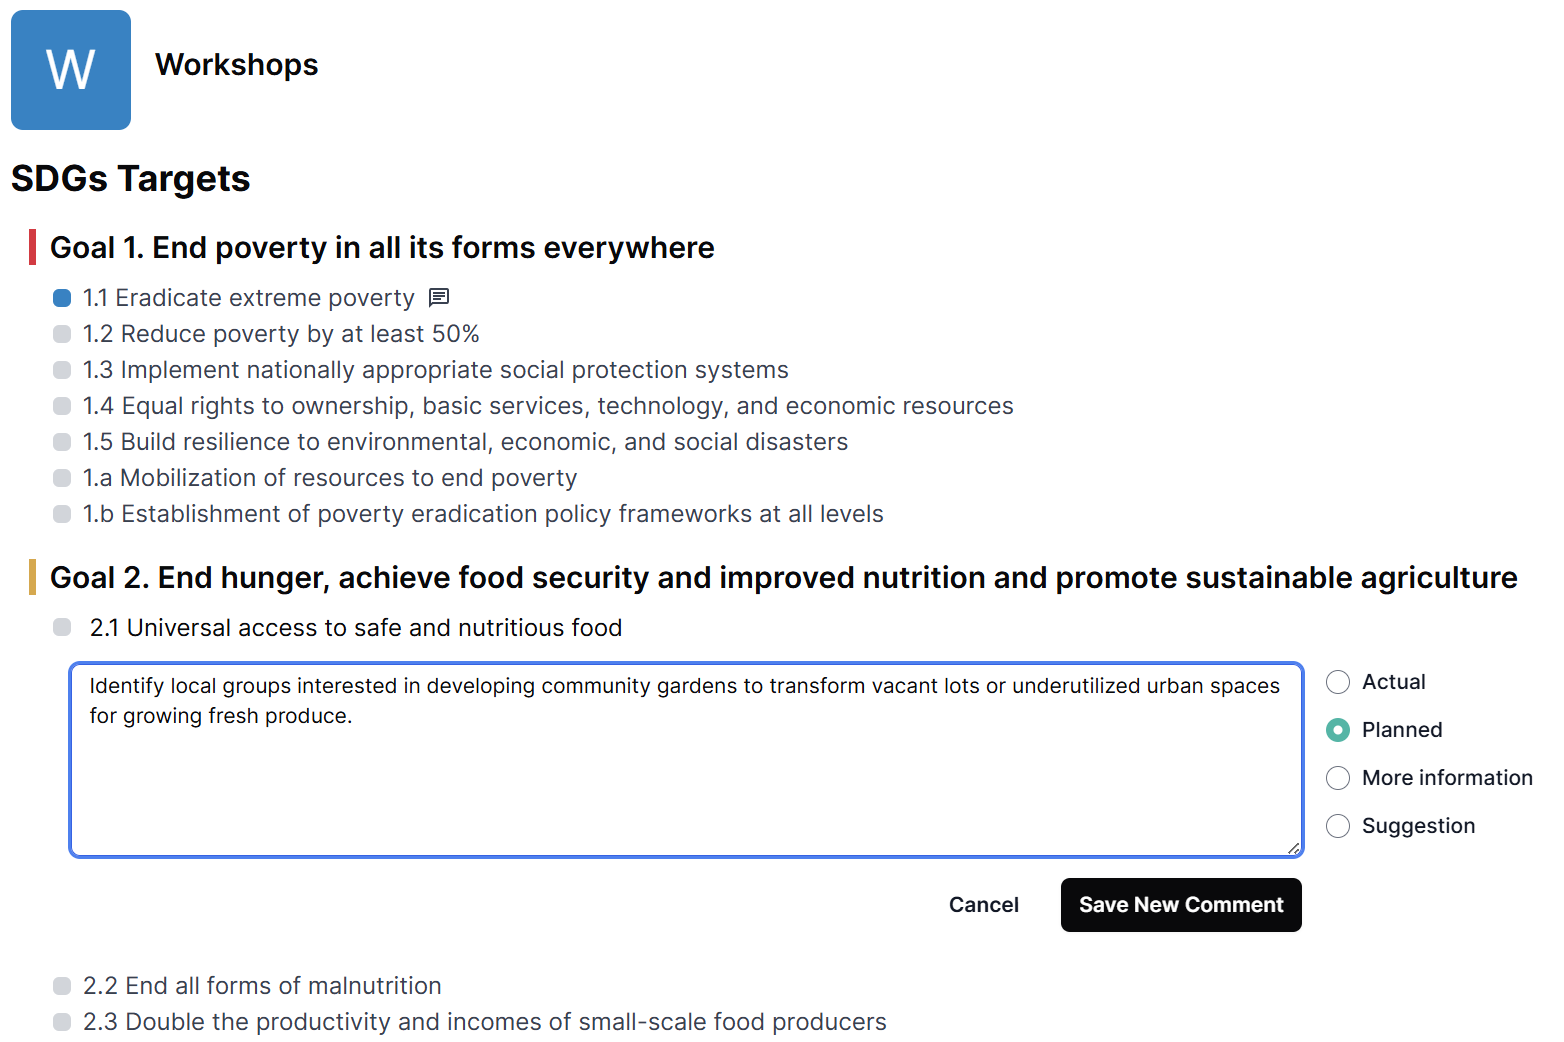 W
Workshops
SDGs Targets
Goal 1. End poverty in all its forms everywhere
1.1 Eradicate extreme poverty
1.2 Reduce poverty by at least 50%
1.3 Implement nationally appropriate social protection systems
1.4 Equal rights to ownership, basic services, technology, and economic resources
1.5 Build resilience to environmental, economic, and social disasters
1.a Mobilization of resources to end poverty
1.b Establishment of poverty eradication policy frameworks at all levels
Goal 2. End hunger, achieve food security and improved nutrition and promote sustainable agriculture
2.1 Universal access to safe and nutritious food
Identify local groups interested in developing community gardens to transform vacant lots or underutilized urban spaces
for growing fresh produce.
Actual
Planned
More information
Suggestion
Cancel
Save New Comment
2.2 End all forms of malnutrition
2.3 Double the productivity and incomes of small-scale food producers